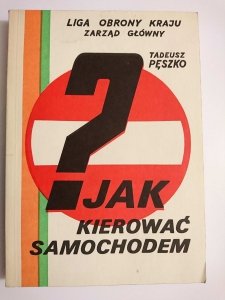 LIGA OBRONY KRAJU
ZARZĄD GŁÓWNY
TADEUSZ
PĘSZKO
? JAK
KIEROWAĆ
SAMOCHODEM